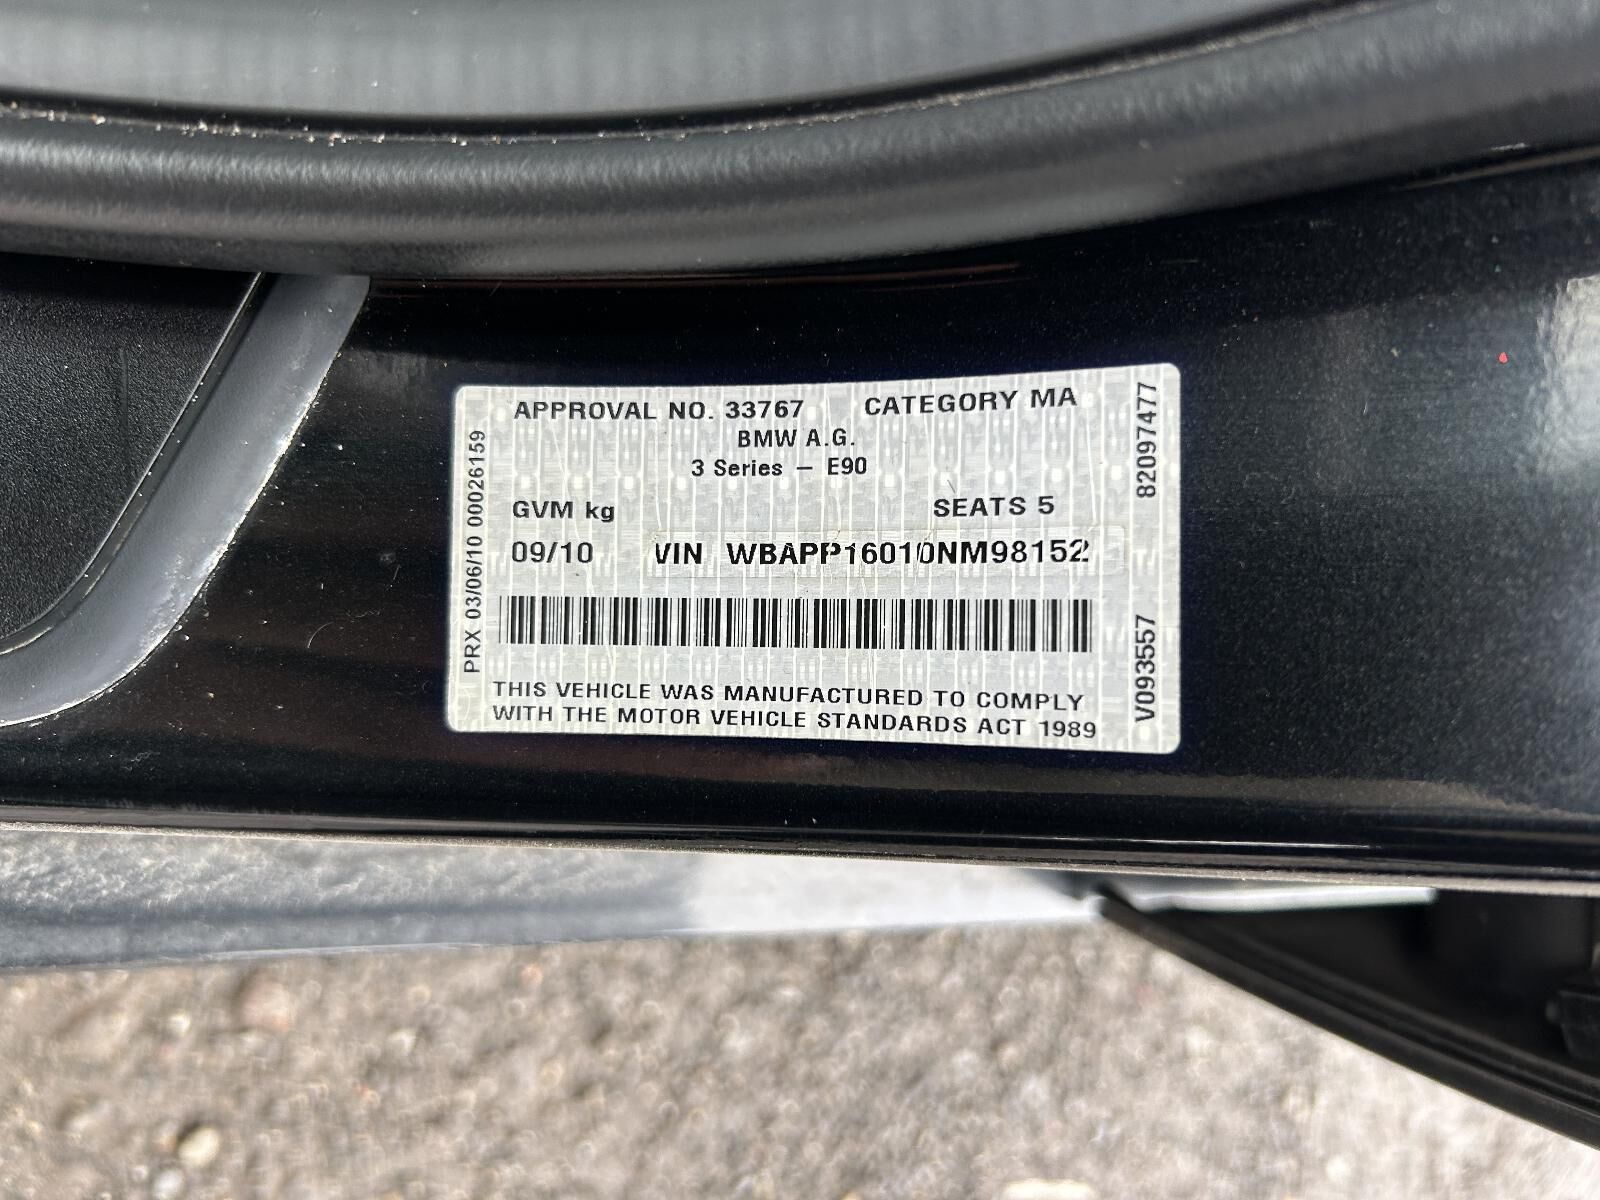 APPROVAL NO. 33767 CATEGORY MA
BMW A.G.
3 Series – E90
GVM kg SEATS 5
09/10 VIN WBAPP16010NM98152
THIS VEHICLE WAS MANUFACTURED TO COMPLY
WITH THE MOTOR VEHICLE STANDARDS ACT 1989
PRX 03/06/10 00026159
V093557 82097477